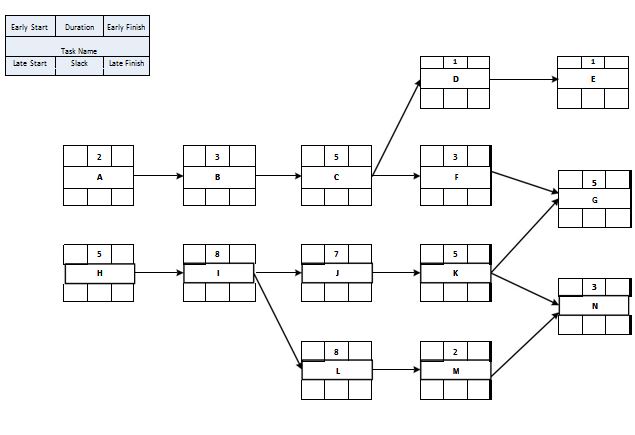 Early Start Duration Early Finish
Task Name
Late Start Slack Late Finish
1
D
1
E
2
A
3
B
5
C
3
F
5
G
5
H
8
I
7
J
5
K
3
N
8
L
2
M